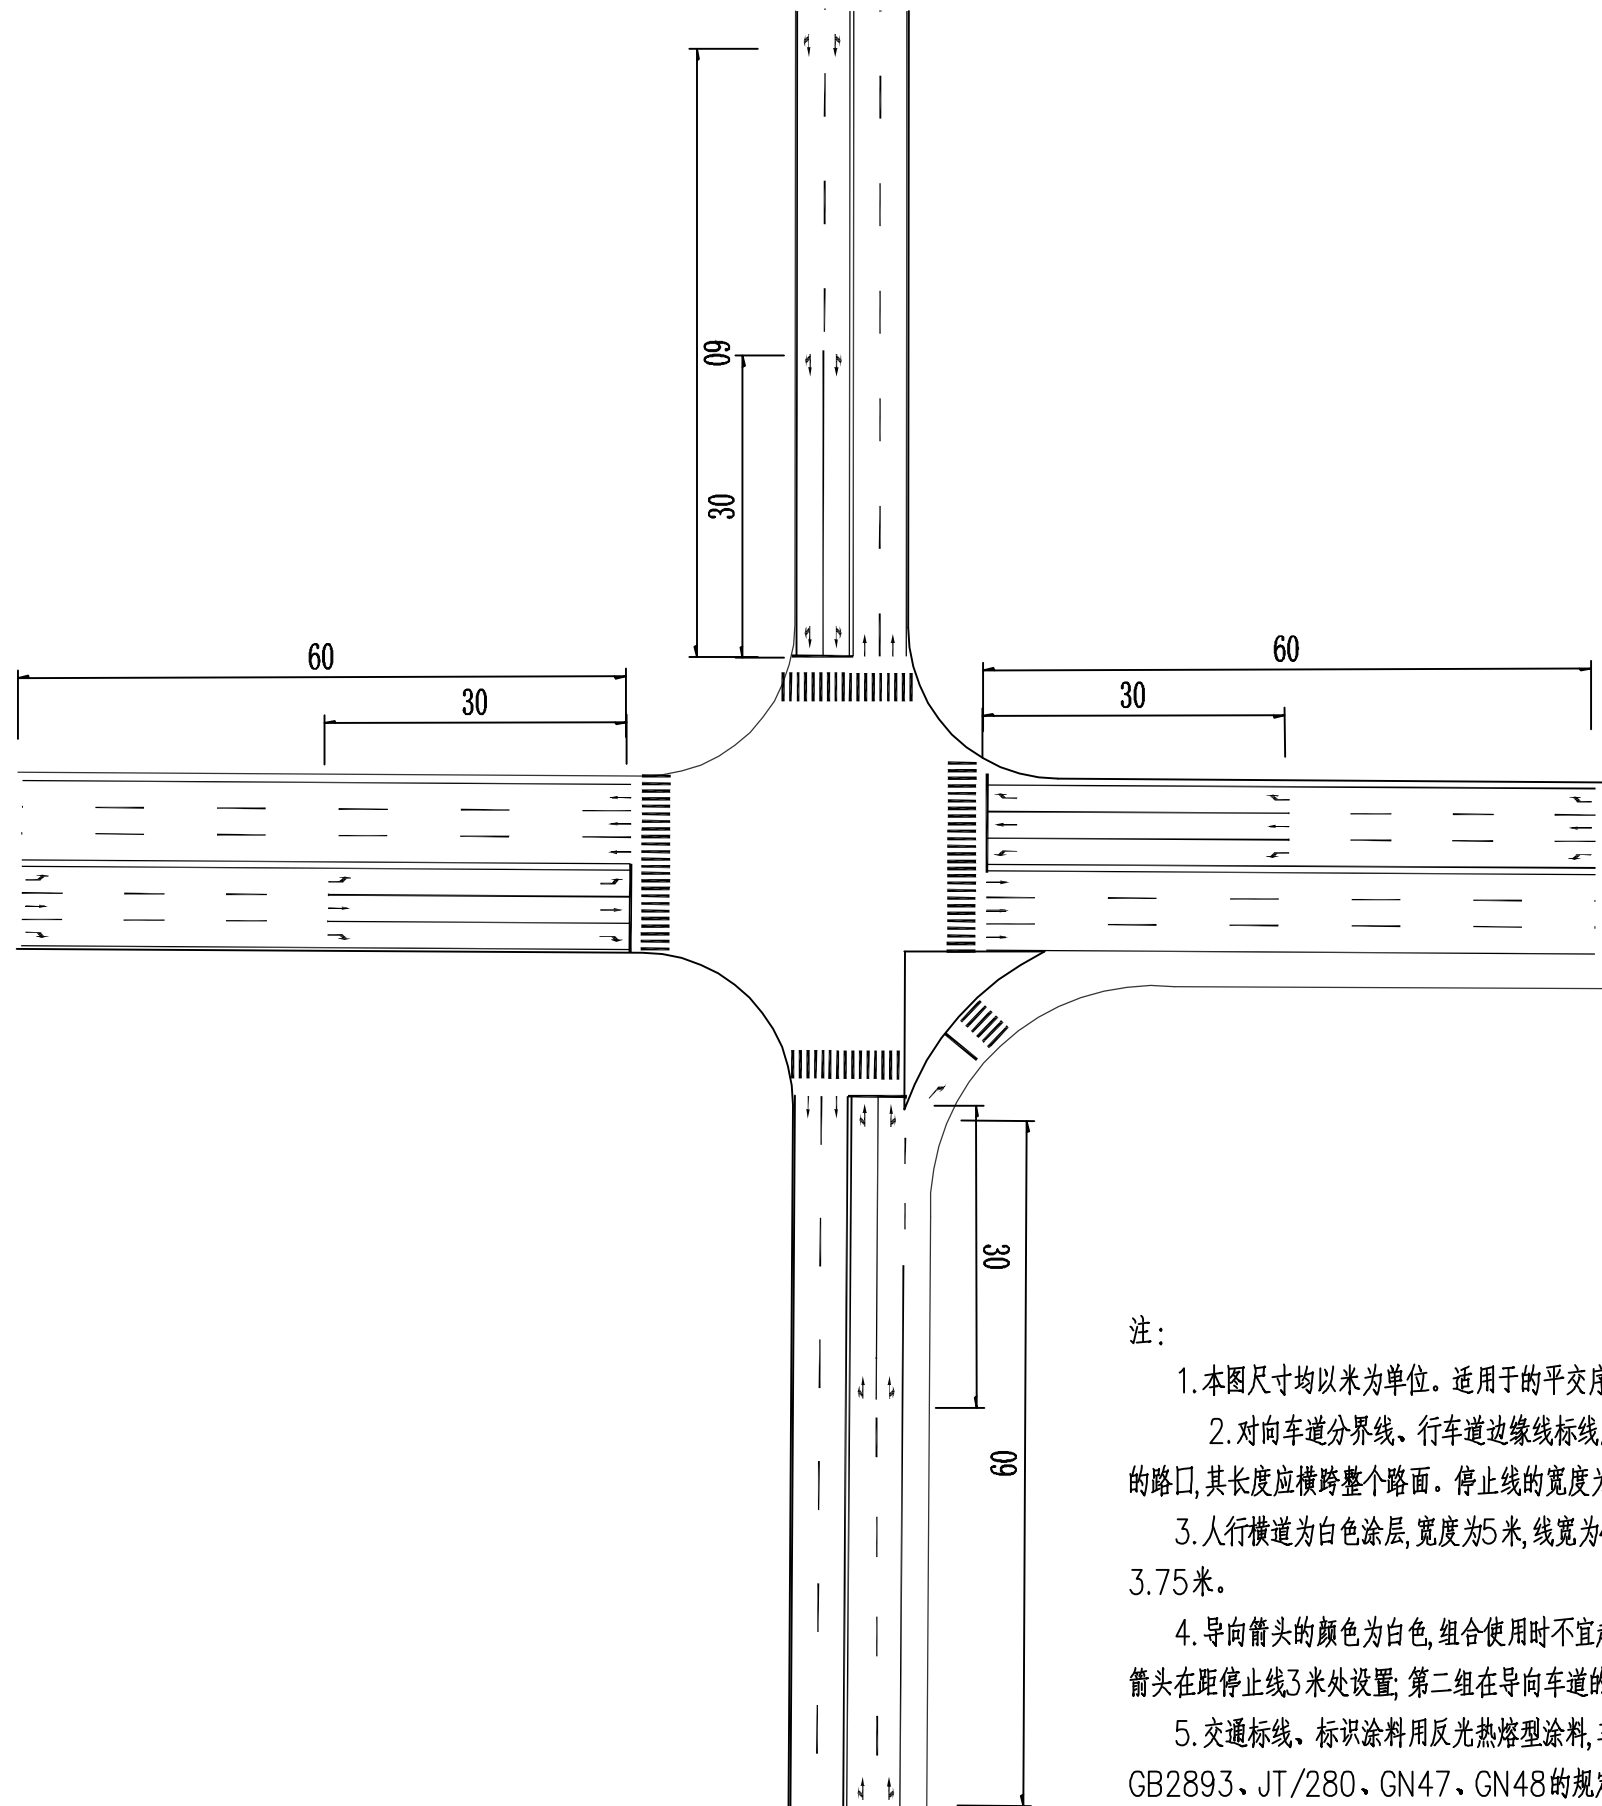 60
30
60
30
60
30
30
60
注:
1.本图尺寸均以米为单位。适用于的平交
2.对向车道分界线、行车道边缘线标线
的路口,其长度应横跨整个路面。停止线的宽度
3.人行横道为白色涂层,宽度为5米,线宽为
3.75米。
4.导向箭头的颜色为白色,组合使用时不宜
箭头在距停止线3米处设置;第二组在导向车道的
5.交通标线、标识涂料用反光热熔型涂料,
GB2893、JT/280、GN47、GN48的规